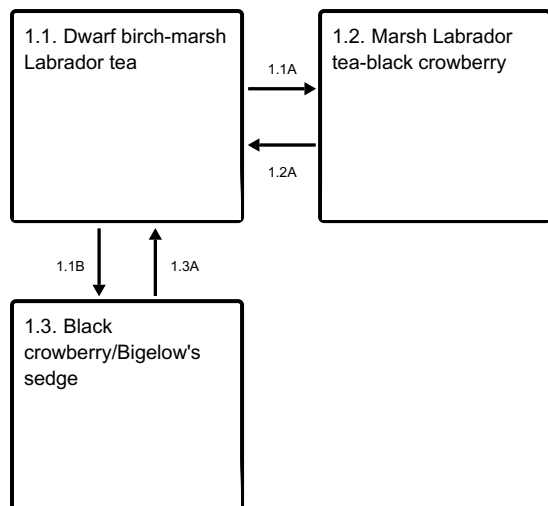 1.1. Dwarf birch-marsh
Labrador tea
1.1A
1.2. Marsh Labrador
tea-black crowberry
1.2A
1.1B
1.3A
1.3. Black
crowberry/Bigelow's
sedge